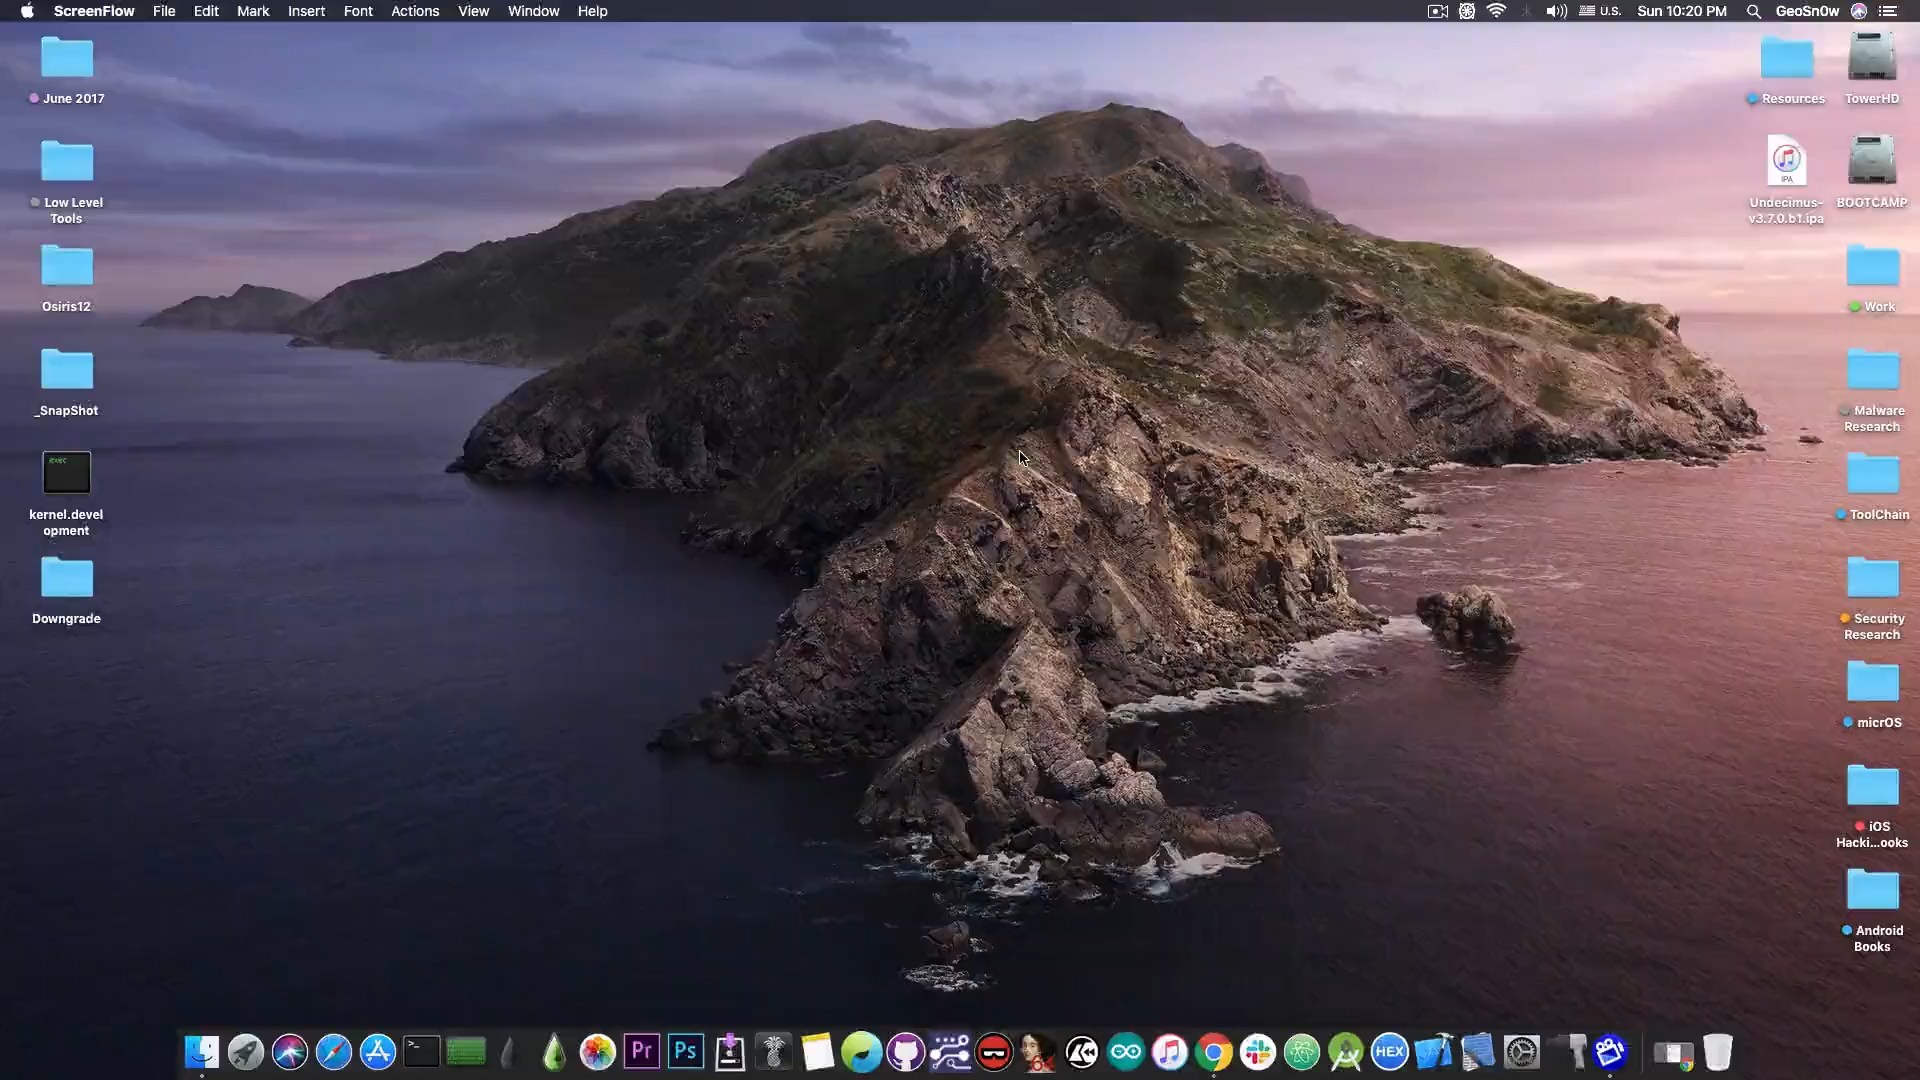 ScreenFlow File Edit Mark Insert Font Actions View Window Help
U.S. Sun 10:20 PM GeoSn0w
June 2017
Low Level
Tools
Osiris12
_SnapShot
exec
kernel.devel
opment
Downgrade
Resources
TowerHD
IPA
Undecimus-
v3.7.0.b1.ipa
BOOTCAMP
Work
Malware
Research
ToolChain
Security
Research
micrOS
iOS
Hacki...ooks
Android
Books
Pr
Ps
HEX